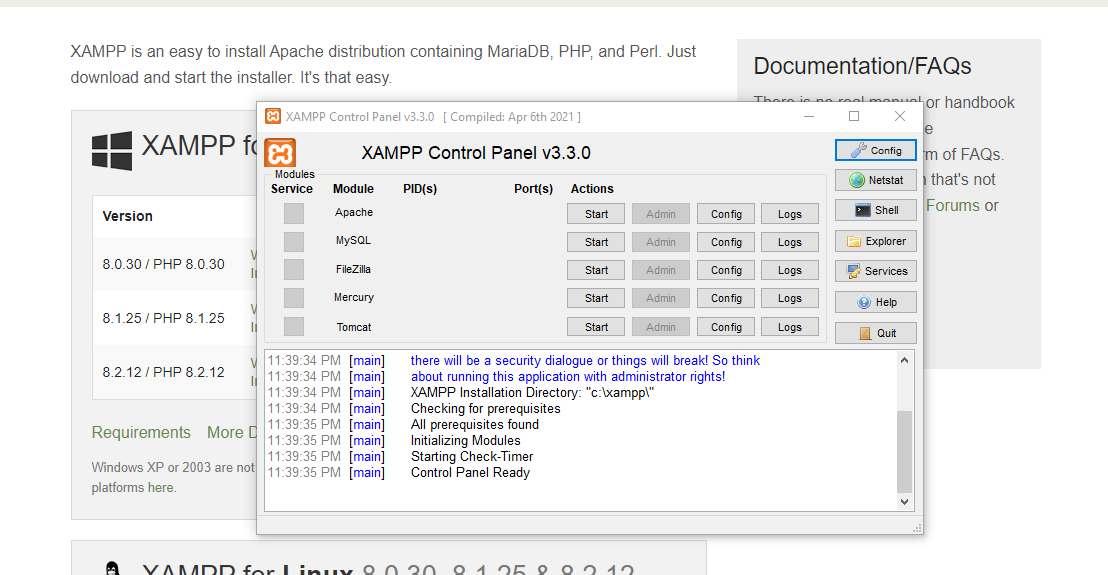 XAMPP is an easy to install Apache distribution containing MariaDB, PHP, and Perl. Just
download and start the installer. It's that easy.
Documentation/FAQs
There is no real manual or handbook
rm of FAQs.
that's not
Forums or
XAMPP fo
Version
8.0.30 / PHP 8.0.30
8.1.25 / PHP 8.1.25
8.2.12 / PHP 8.2.12
Requirements More D
Windows XP or 2003 are not
platforms here.
XAMPP for Linux 8.0.30, 8.1.25 & 8.2.12
XAMPP Control Panel v3.3.0 [ Compiled: Apr 6th 2021 ]
XAMPP Control Panel v3.3.0
Modules
Service Module PID(s) Port(s) Actions
Apache Start Admin Config Logs
MySQL Start Admin Config Logs
FileZilla Start Admin Config Logs
Mercury Start Admin Config Logs
Tomcat Start Admin Config Logs
Config
Netstat
Shell
Explorer
Services
Help
Quit
11:39:34 PM [main] there will be a security dialogue or things will break! So think
11:39:34 PM [main] about running this application with administrator rights!
11:39:34 PM [main] XAMPP Installation Directory: "c:\xampp\"
11:39:34 PM [main] Checking for prerequisites
11:39:35 PM [main] All prerequisites found
11:39:35 PM [main] Initializing Modules
11:39:35 PM [main] Starting Check-Timer
11:39:35 PM [main] Control Panel Ready